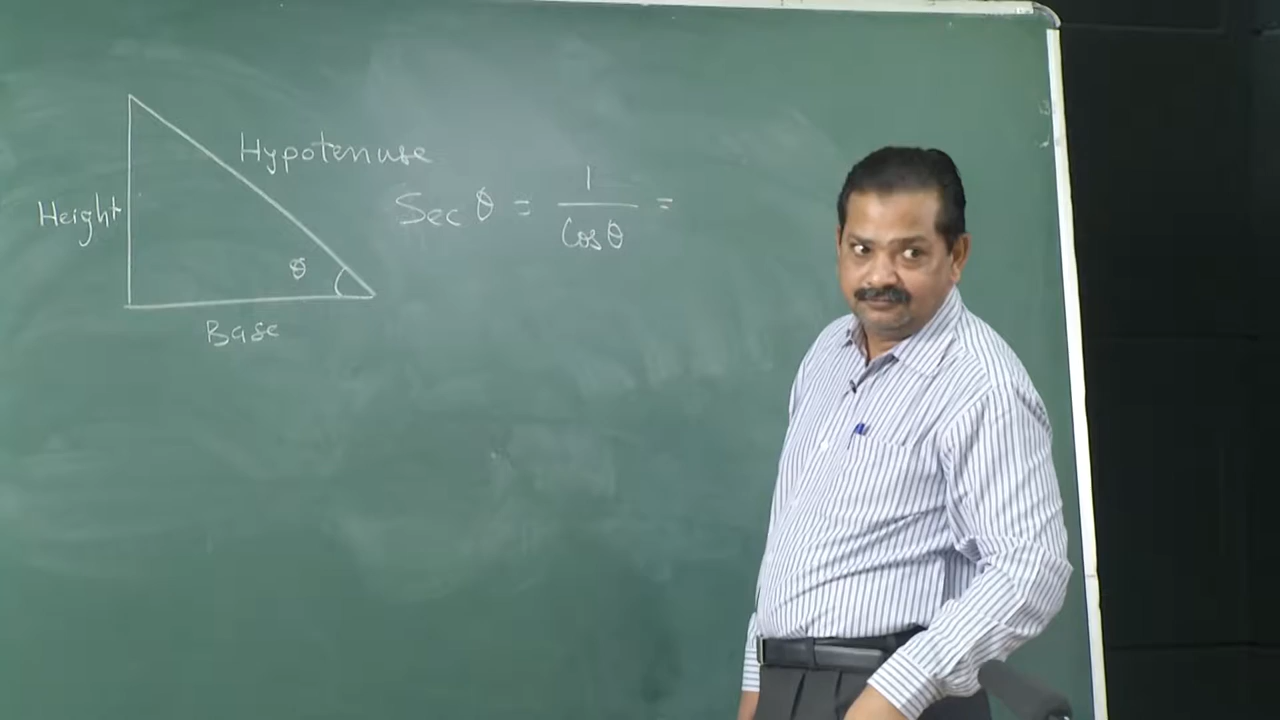 Hypotenuse
Height
Sec θ = 1 / Cos θ =
θ
Base